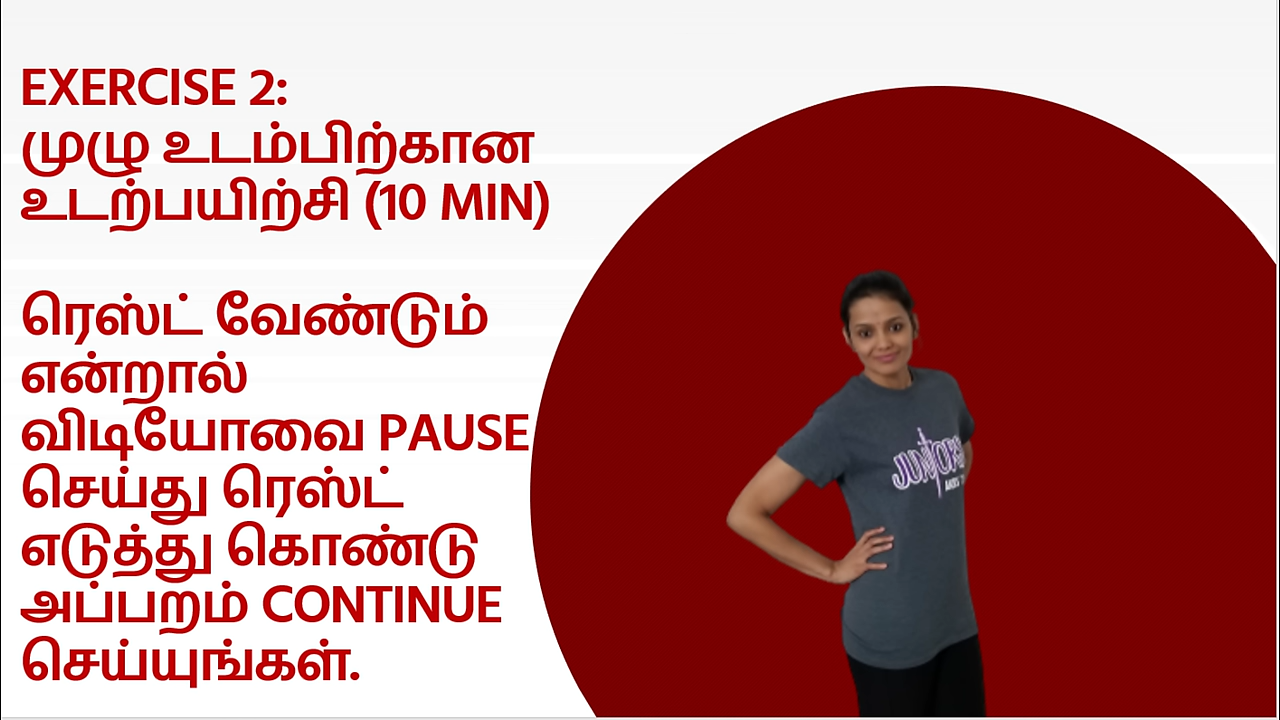 EXERCISE 2:
முழு உடம்பிற்கான
உடற்பயிற்சி (10 MIN)
ரெஸ்ட் வேண்டும்
என்றால்
விடியோவை PAUSE
செய்து ரெஸ்ட்
எடுத்து கொண்டு
அப்பறம் CONTINUE
செய்யுங்கள்.